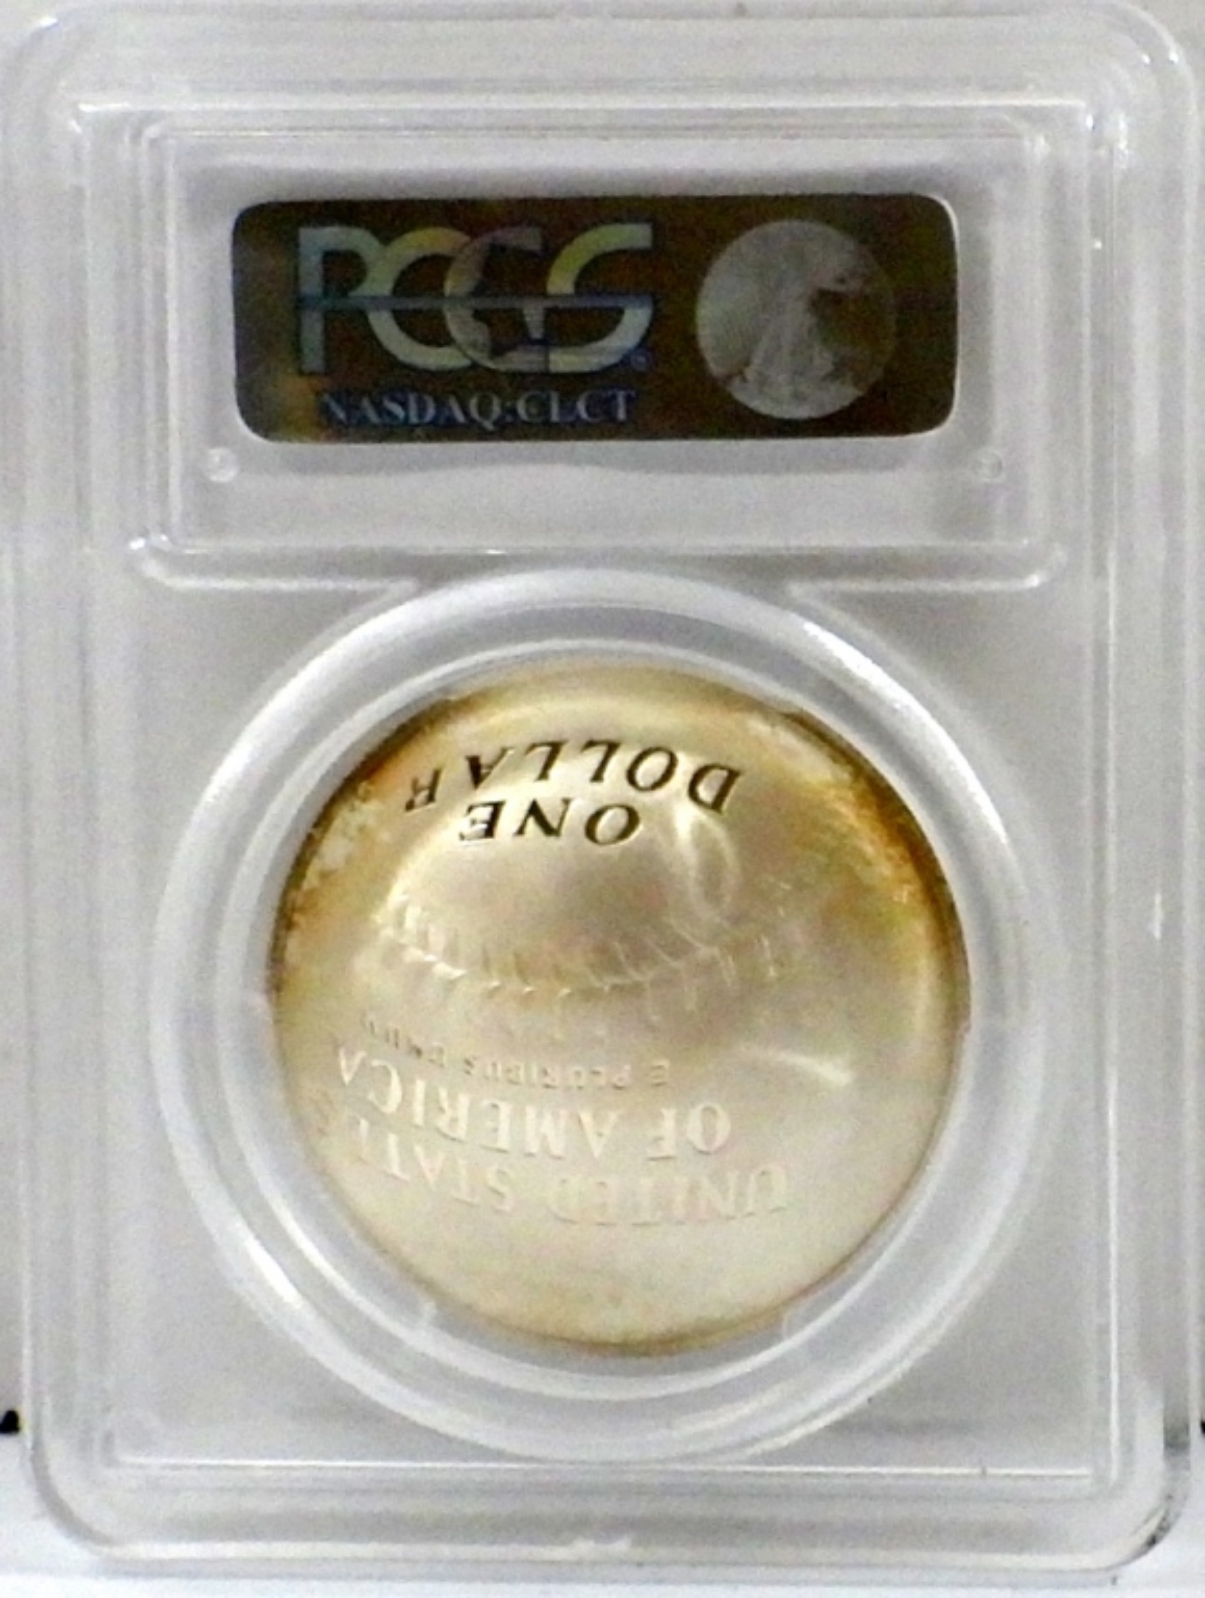 PCGS
NASDAQ:CLCT
UNITED STATES
OF AMERICA
E PLURIBUS UNUM
ONE
DOLLAR